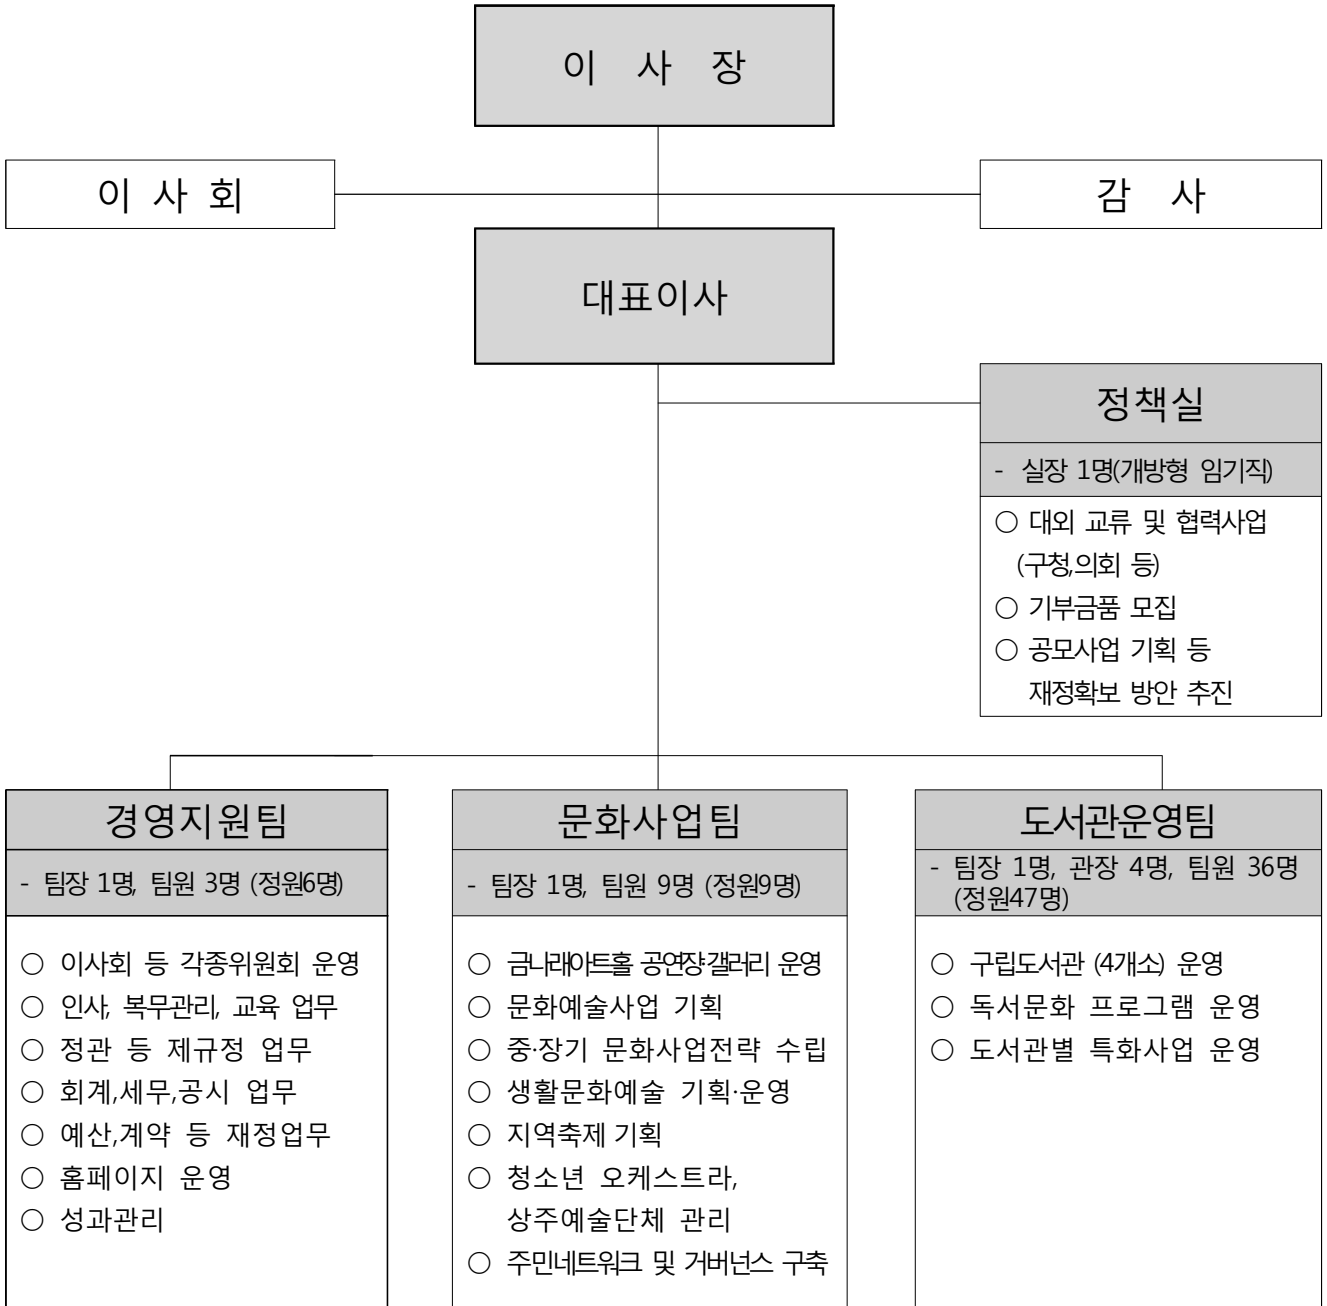 이 사 장
이 사 회
감 사
대표이사
정책실
- 실장 1명(개방형 임기직)
○ 대외 교류 및 협력사업
(구청,의회 등)
○ 기부금품 모집
○ 공모사업 기획 등
재정확보 방안 추진
경영지원팀
- 팀장 1명, 팀원 3명 (정원6명)
○ 이사회 등 각종위원회 운영
○ 인사, 복무관리, 교육 업무
○ 정관 등 제규정 업무
○ 회계,세무,공시 업무
○ 예산,계약 등 재정업무
○ 홈페이지 운영
○ 성과관리
문화사업팀
- 팀장 1명, 팀원 9명 (정원9명)
○ 금나래아트홀 공연장·갤러리 운영
○ 문화예술사업 기획
○ 중·장기 문화사업전략 수립
○ 생활문화예술 기획·운영
○ 지역축제 기획
○ 청소년 오케스트라,
상주예술단체 관리
○ 주민네트워크 및 거버넌스 구축
도서관운영팀
- 팀장 1명, 관장 4명, 팀원 36명
(정원47명)
○ 구립도서관 (4개소) 운영
○ 독서문화 프로그램 운영
○ 도서관별 특화사업 운영